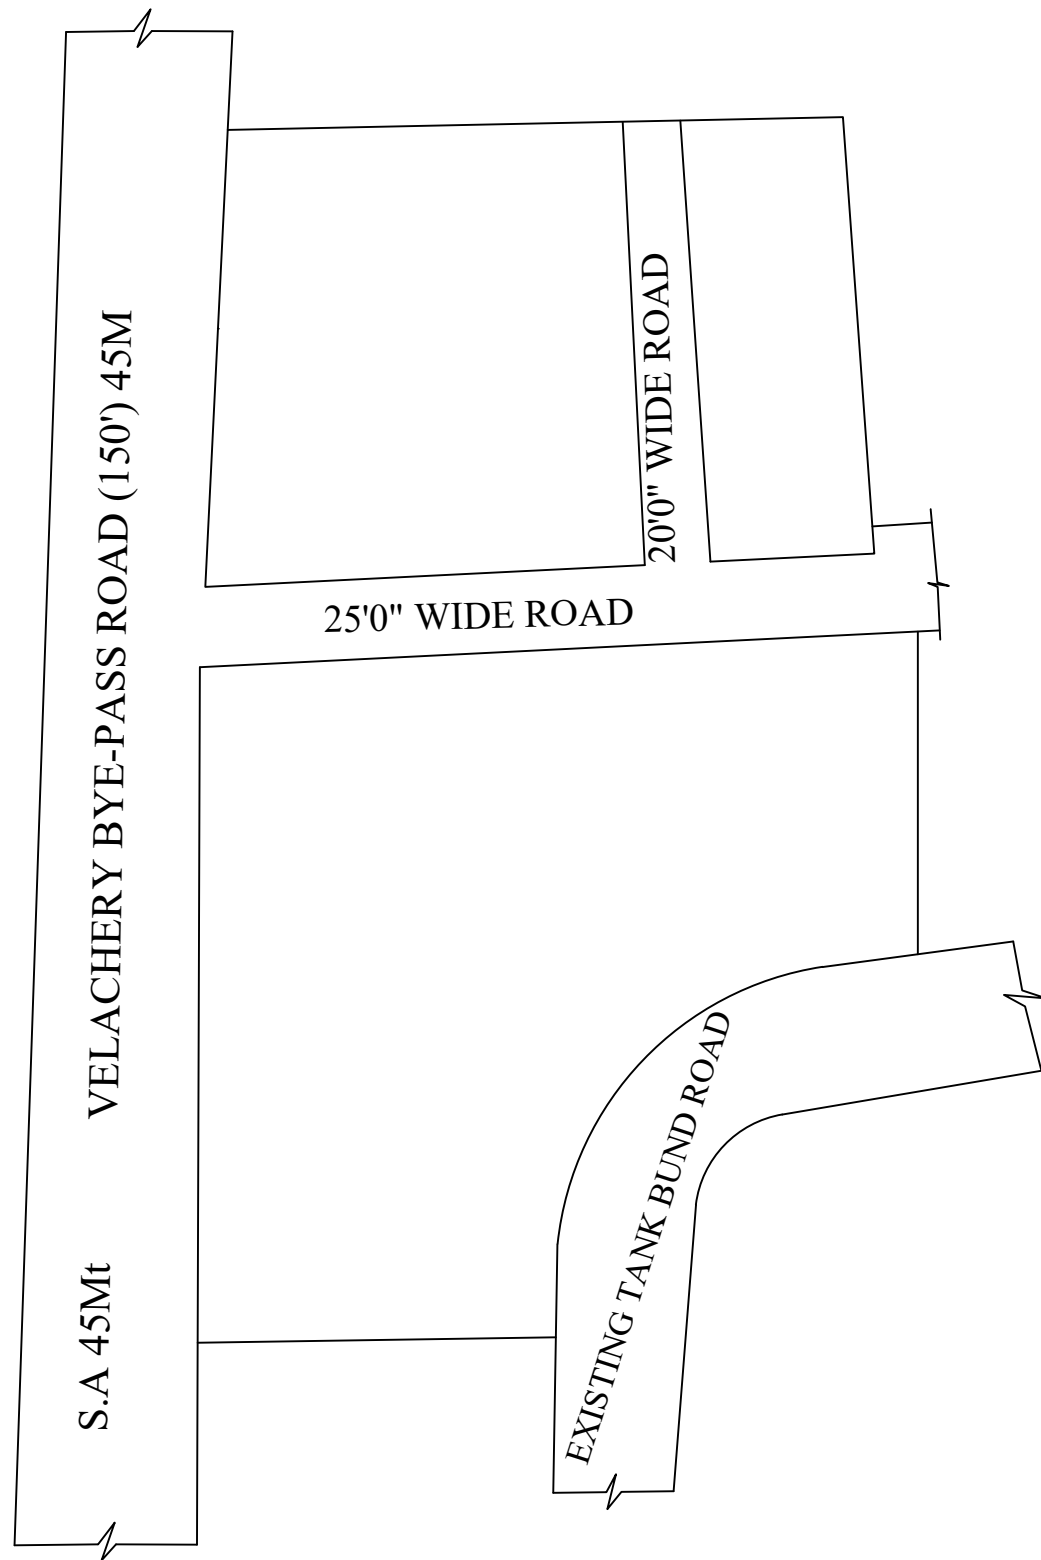 VELACHERY BYE-PASS ROAD (150') 45M
20'0" WIDE ROAD
25'0" WIDE ROAD
EXISTING TANK BUND ROAD
S.A 45Mt